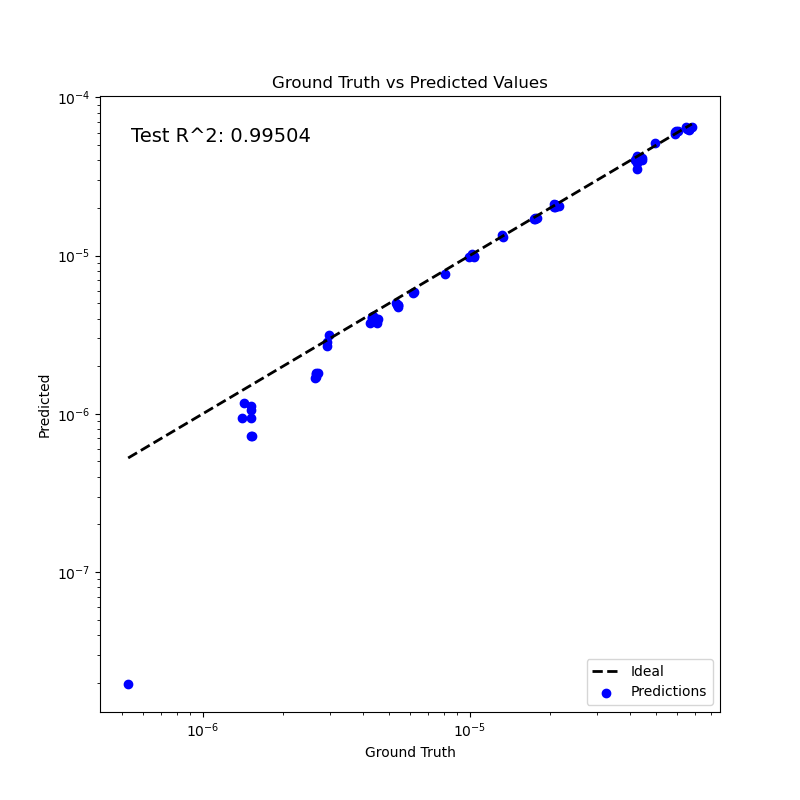 Ground Truth vs Predicted Values
Test R^2: 0.99504
Predicted
10⁻⁴
10⁻⁵
10⁻⁶
10⁻⁷
10⁻⁶
10⁻⁵
Ground Truth
Ideal
Predictions